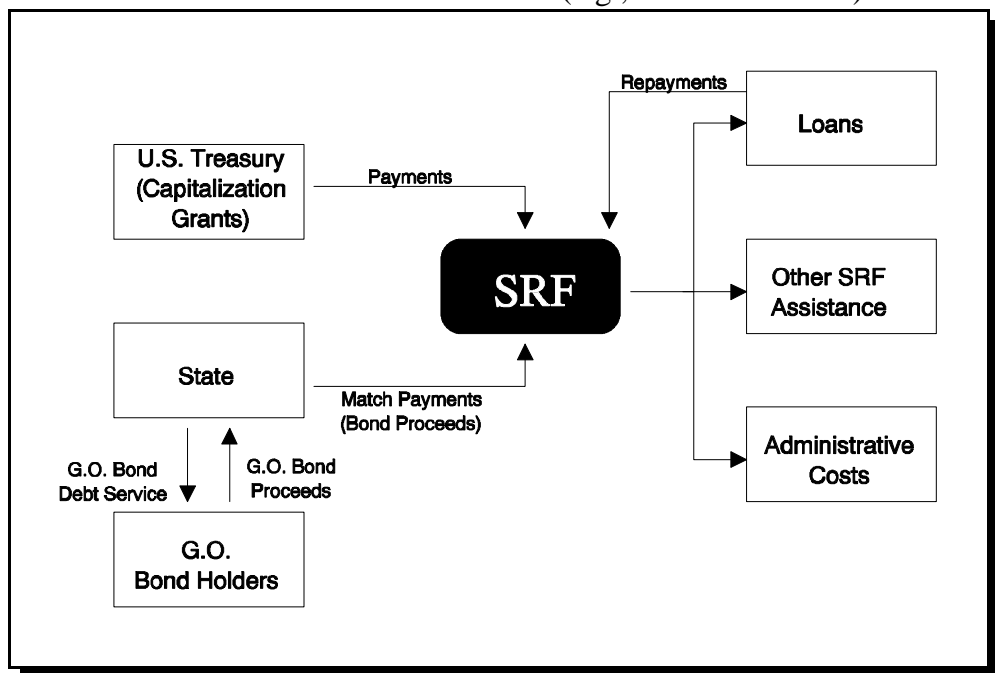 Repayments
Loans
U.S. Treasury
(Capitalization
Grants)
Payments
SRF
Other SRF
Assistance
State
Match Payments
(Bond Proceeds)
Administrative
Costs
G.O. Bond
Debt Service
G.O. Bond
Proceeds
G.O.
Bond Holders